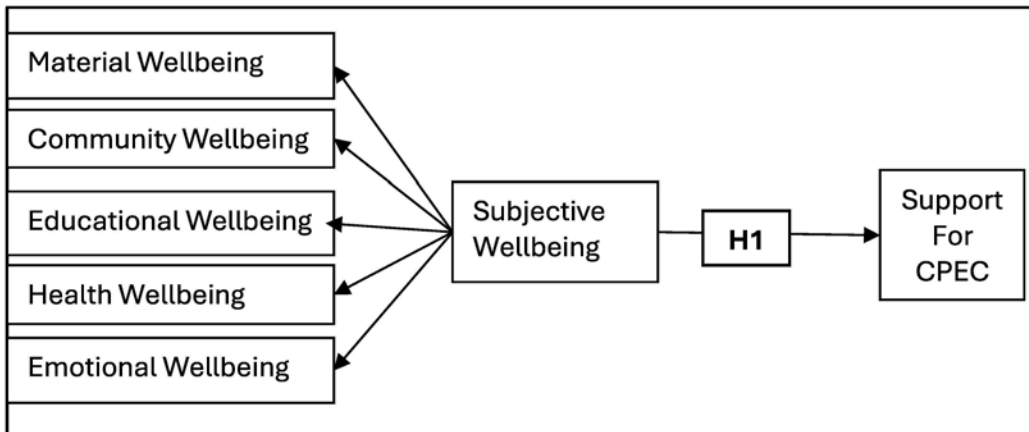 Material Wellbeing
Community Wellbeing
Educational Wellbeing
Health Wellbeing
Emotional Wellbeing
Subjective
Wellbeing
H1
Support
For
CPEC